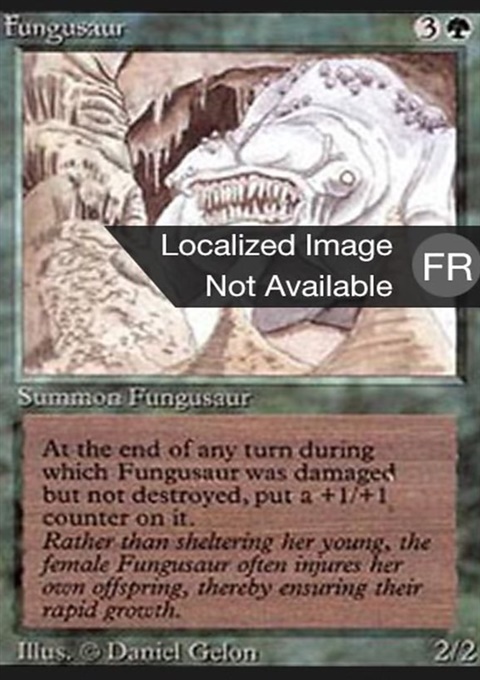 Fungusaur 3
Localized Image
Not Available
FR
Summon Fungusaur
At the end of any turn during
which Fungusaur was damaged
but not destroyed, put a +1/+1
counter on it.
Rather than sheltering her young, the
female Fungusaur often injures her
own offspring, thereby ensuring their
rapid growth.
Illus. © Daniel Gelon 2/2